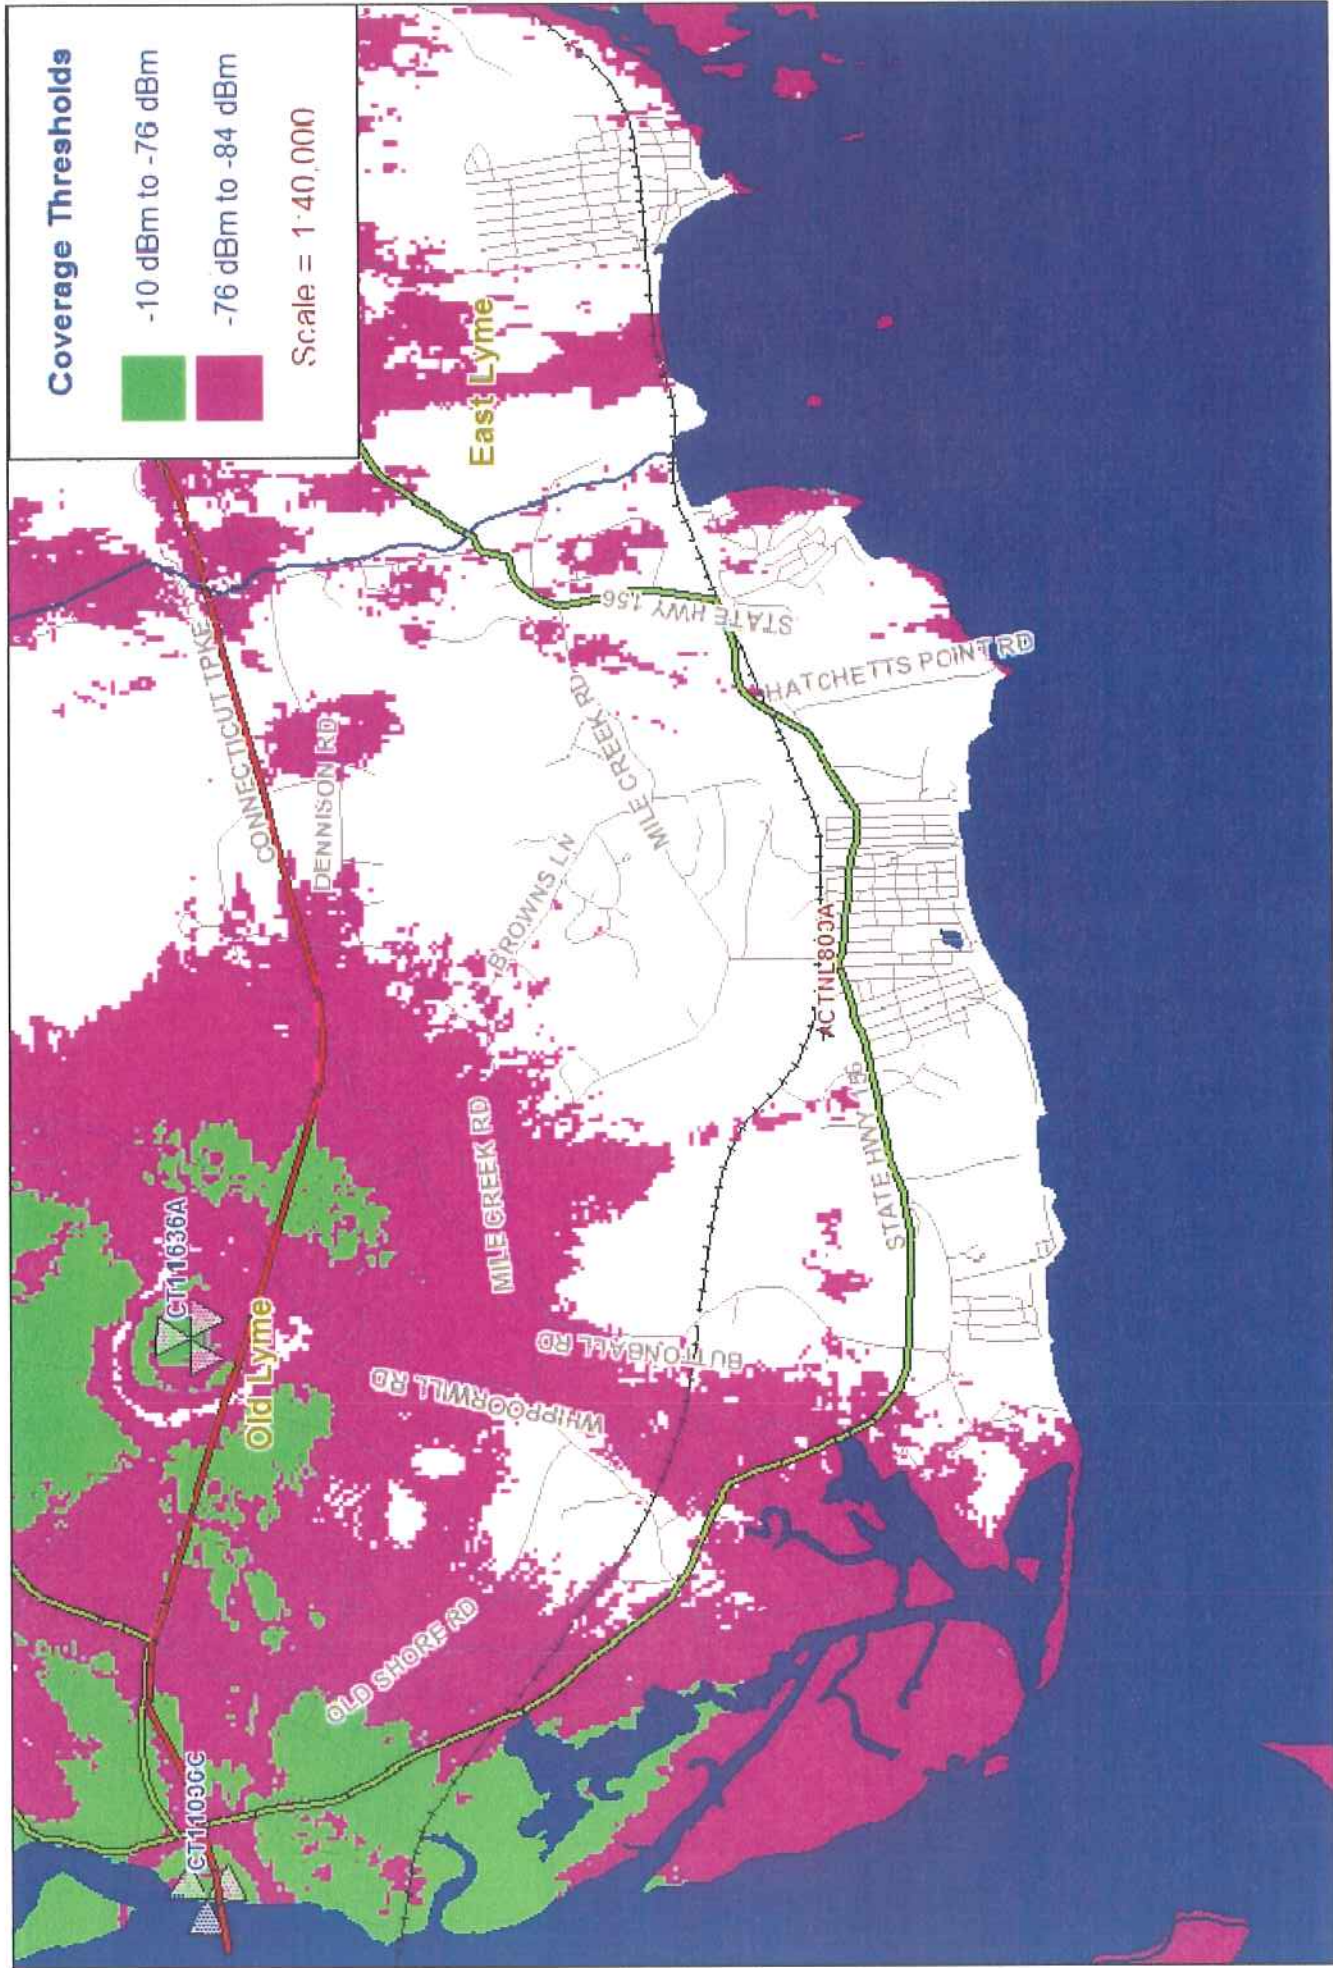 Coverage Thresholds
-10 dBm to -76 dBm
-76 dBm to -84 dBm
Scale = 1:40,000
East Lyme
CONNECTICUT TPKE
DENNISON RD
STATE HWY 156
HATCHETTS POINT RD
MILE CREEK RD
BROWNS LN
ACTNL803A
STATE HWY 156
MILE CREEK RD
CT11636A
Old Lyme
BUTTONBALL RD
WHIPPOORWILL RD
OLD SHORE RD